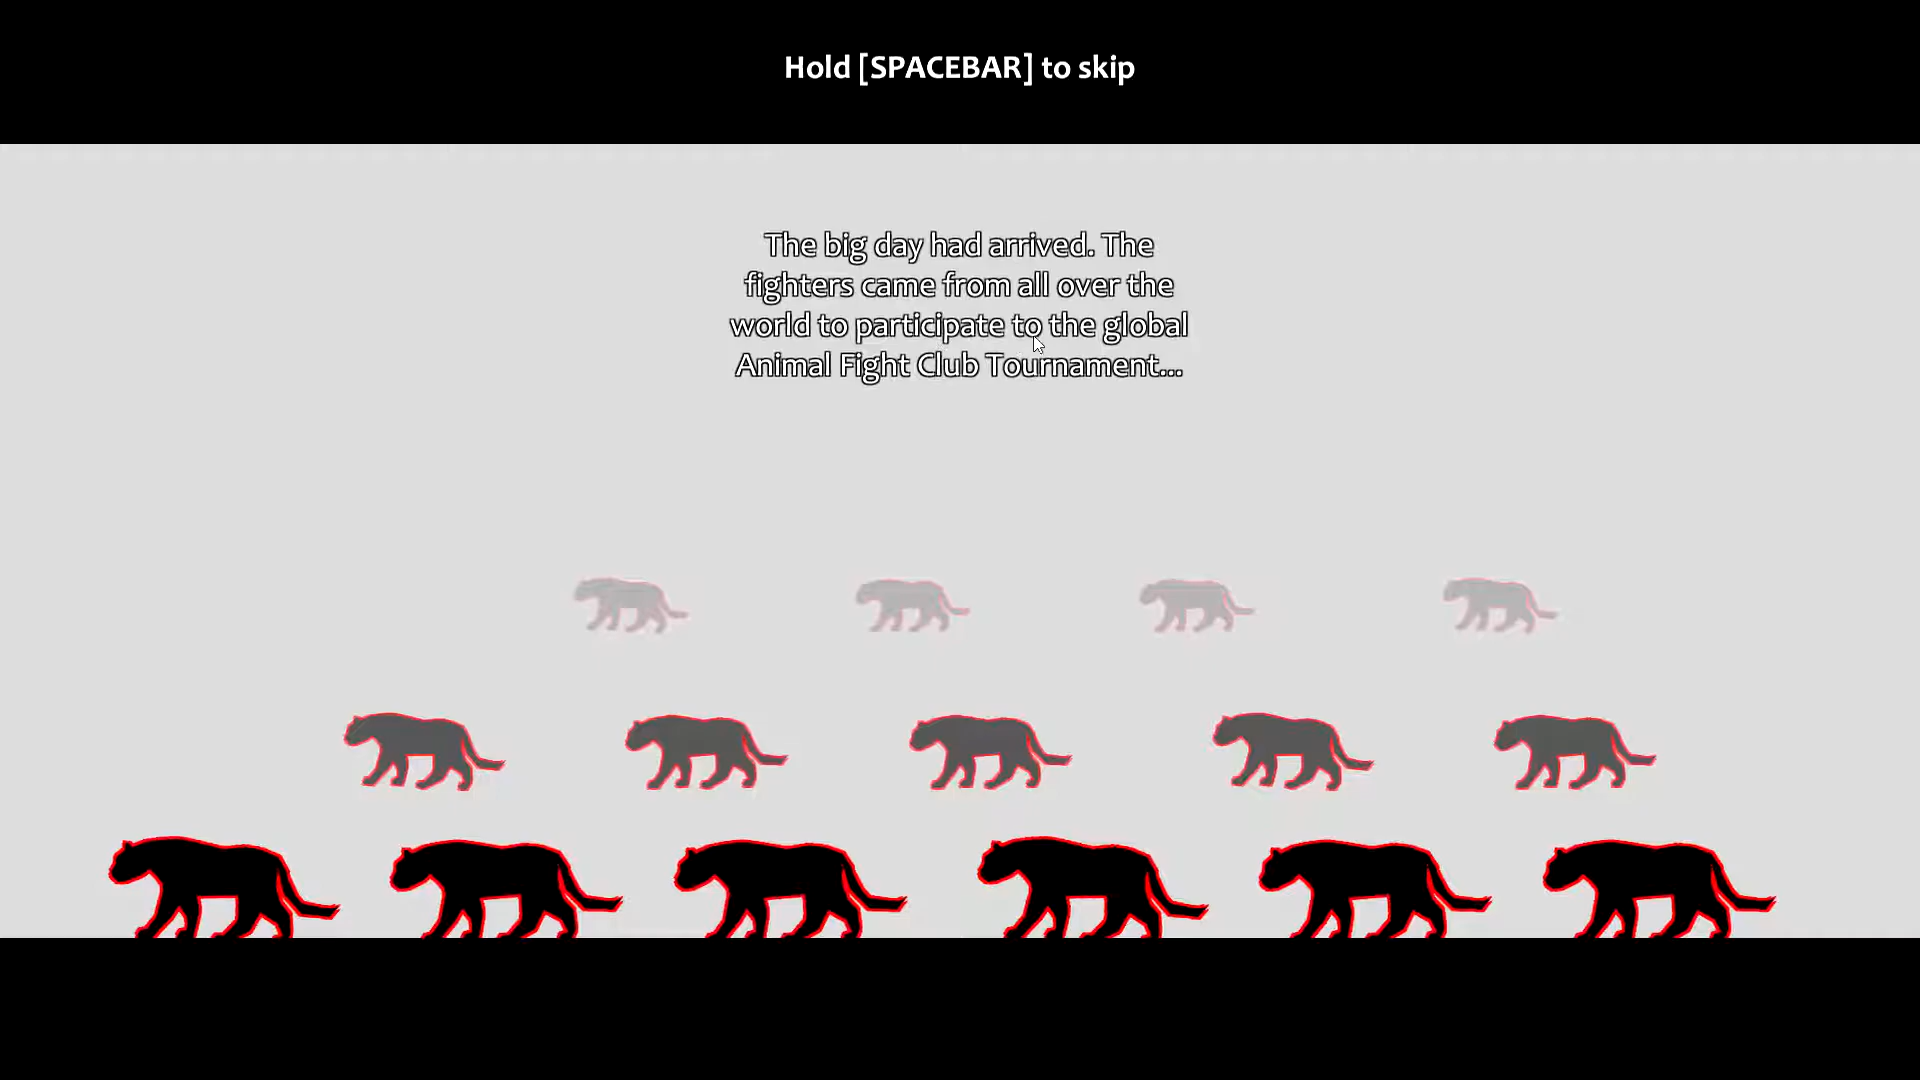 Hold [SPACEBAR] to skip
The big day had arrived. The
fighters came from all over the
world to participate to the global
Animal Fight Club Tournament...